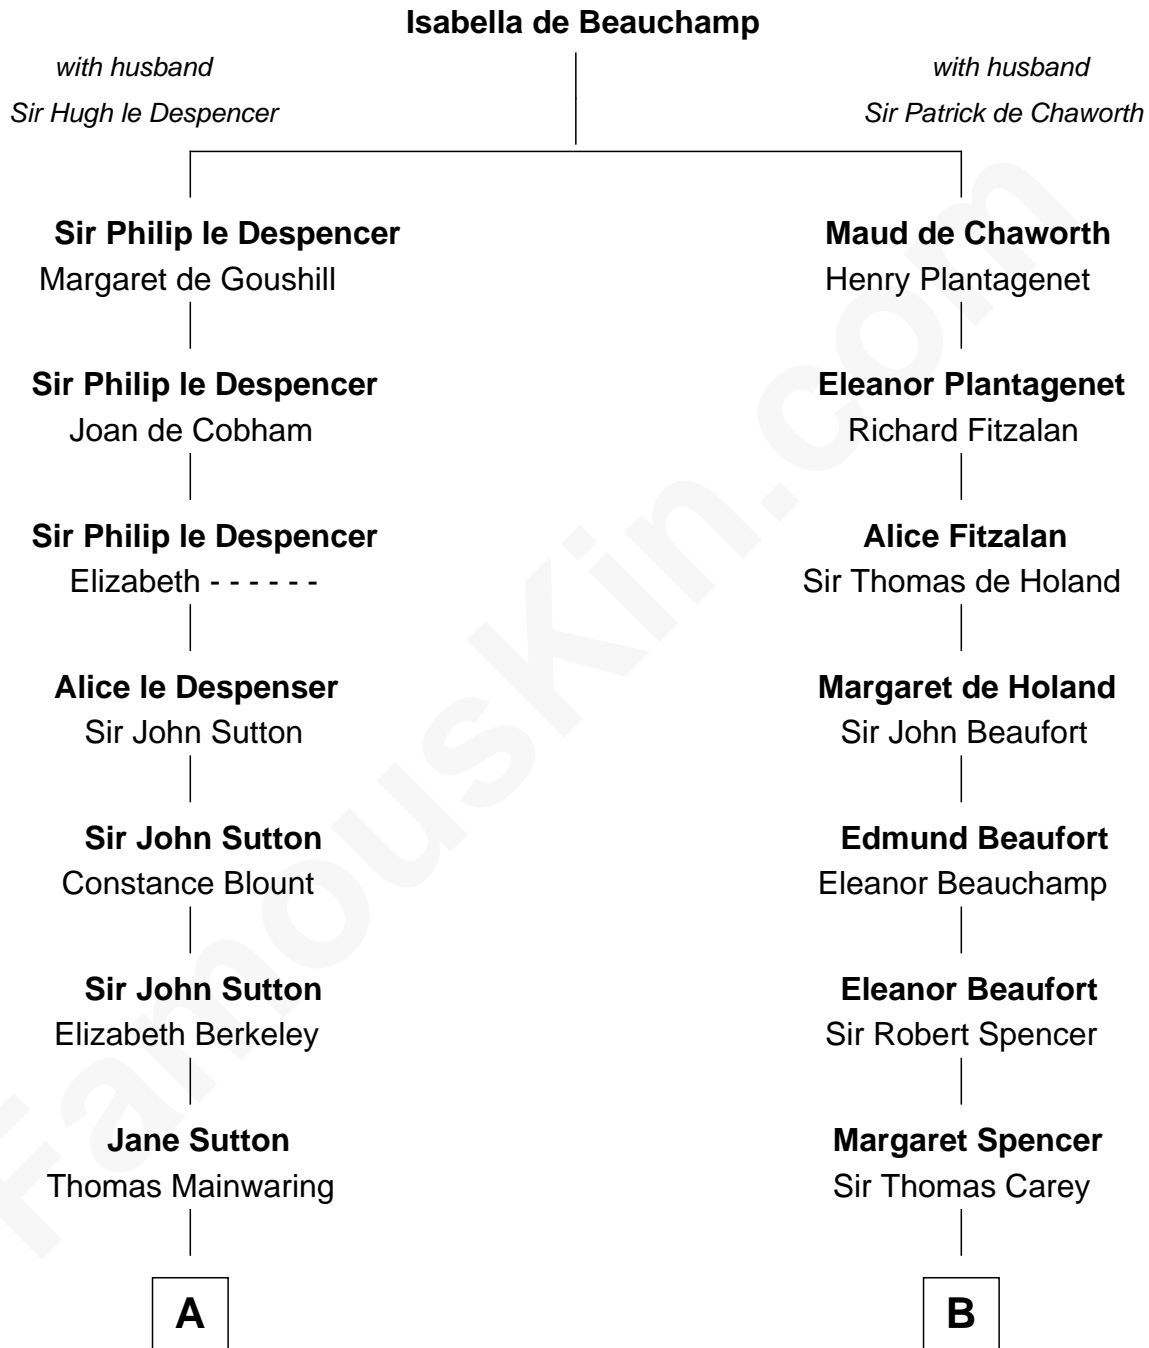 Isabella de Beauchamp
with husband
Sir Hugh le Despencer
with husband
Sir Patrick de Chaworth
Sir Philip le Despencer
Margaret de Goushill
Maud de Chaworth
Henry Plantagenet
Sir Philip le Despencer
Joan de Cobham
Eleanor Plantagenet
Richard Fitzalan
Sir Philip le Despencer
Elizabeth - - - - - -
Alice Fitzalan
Sir Thomas de Holand
Alice le Despenser
Sir John Sutton
Margaret de Holand
Sir John Beaufort
Sir John Sutton
Constance Blount
Edmund Beaufort
Eleanor Beauchamp
Sir John Sutton
Elizabeth Berkeley
Eleanor Beaufort
Sir Robert Spencer
Jane Sutton
Thomas Mainwaring
Margaret Spencer
Sir Thomas Carey
A
B
FamousKin.com